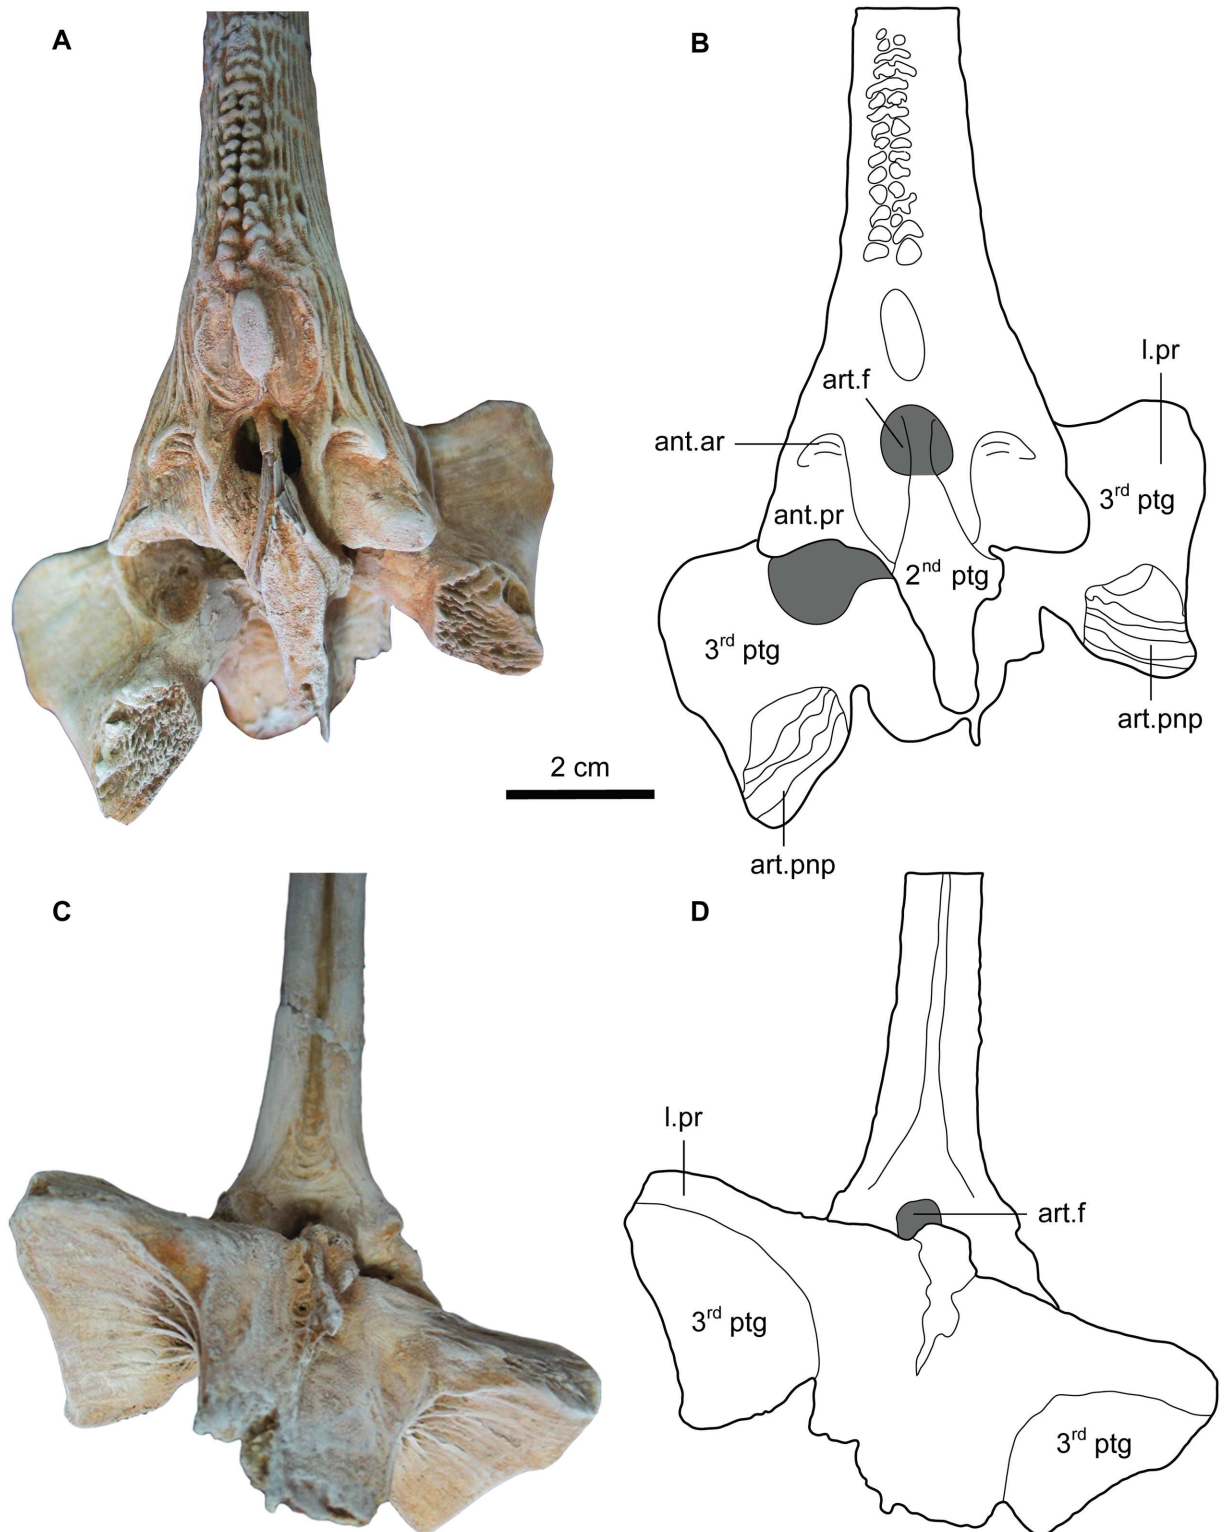 A
B
l.pr
art.f
ant.ar
3rd ptg
ant.pr
2nd ptg
3rd ptg
art.pnp
2 cm
art.pnp
C
D
l.pr
art.f
3rd ptg
3rd ptg